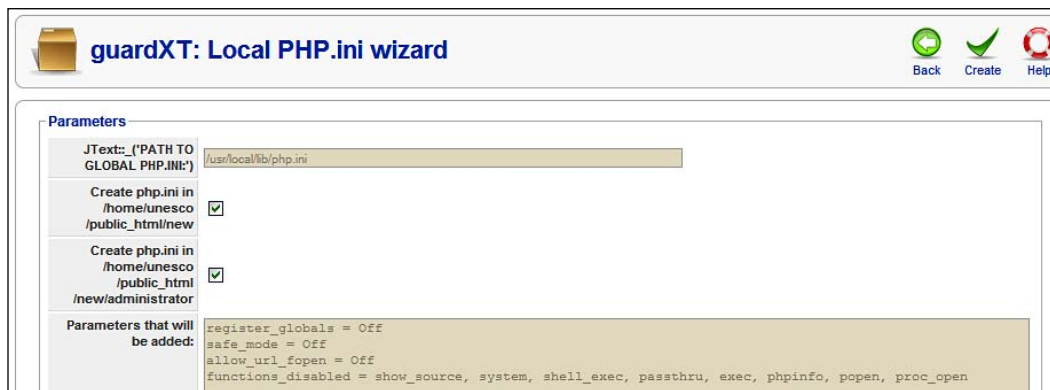 guardXT: Local PHP.ini wizard
Back
Create
Help
Parameters
JText::_('PATH TO
GLOBAL PHP.INI:')
/usr/local/lib/php.ini
Create php.ini in
/home/unesco
/public_html/new
Create php.ini in
/home/unesco
/public_html
/new/administrator
Parameters that will
be added:
register_globals = Off
safe_mode = Off
allow_url_fopen = Off
functions_disabled = show_source, system, shell_exec, passthru, exec, phpinfo, popen, proc_open